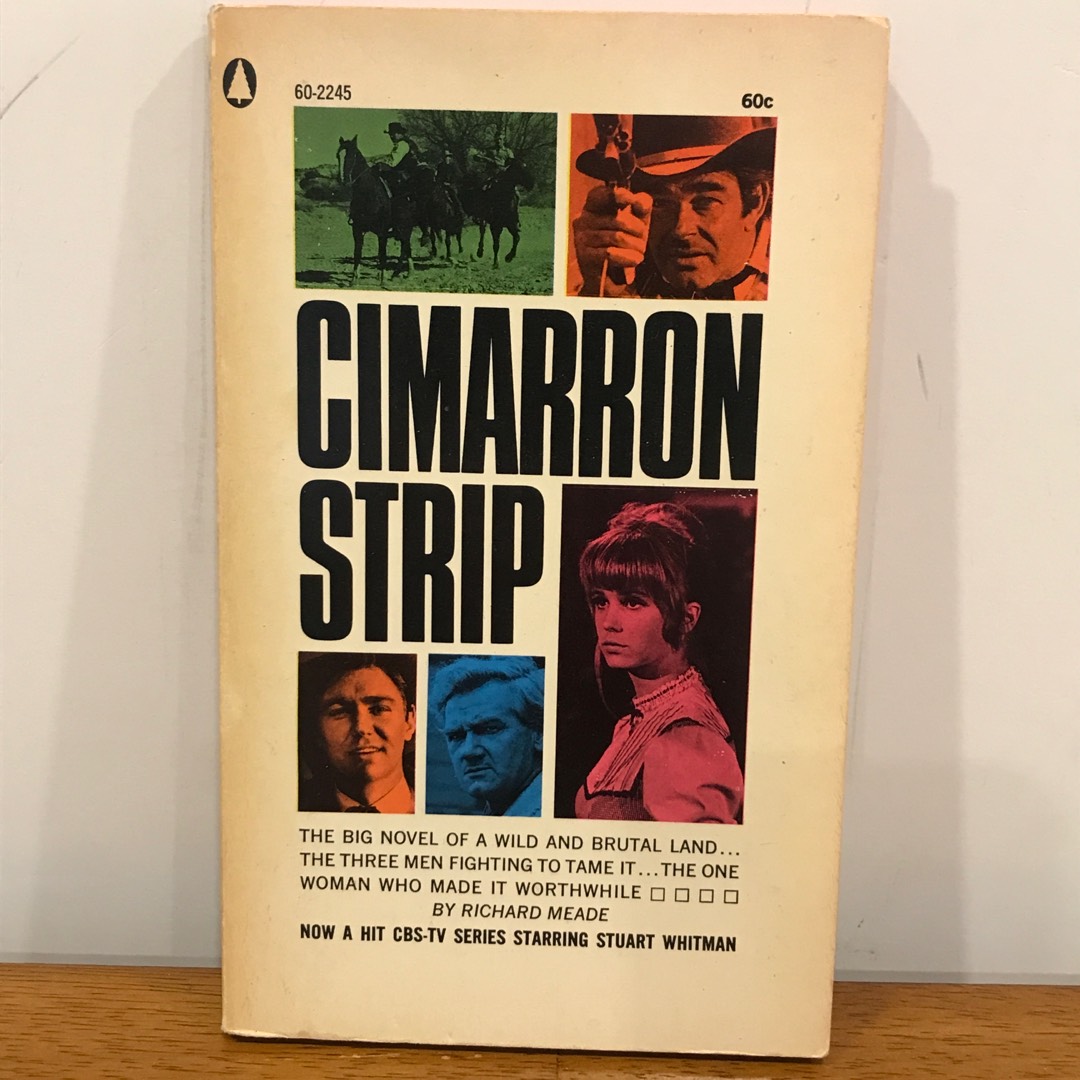 60-2245
60c
CIMARRON
STRIP
THE BIG NOVEL OF A WILD AND BRUTAL LAND...
THE THREE MEN FIGHTING TO TAME IT...THE ONE
WOMAN WHO MADE IT WORTHWHILE □ □ □ □
BY RICHARD MEADE
NOW A HIT CBS-TV SERIES STARRING STUART WHITMAN